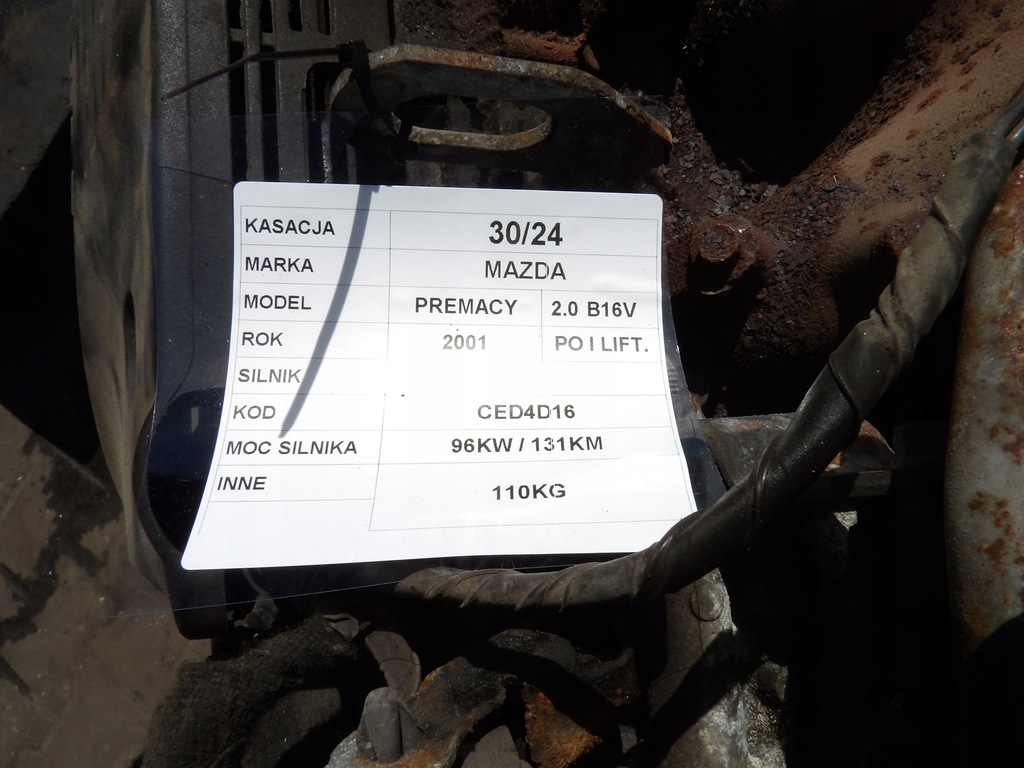 KASACJA 30/24
MARKA MAZDA
MODEL PREMACY 2.0 B16V
ROK 2001 PO I LIFT.
SILNIK
KOD CED4D16
MOC SILNIKA 96KW / 131KM
INNE 110KG